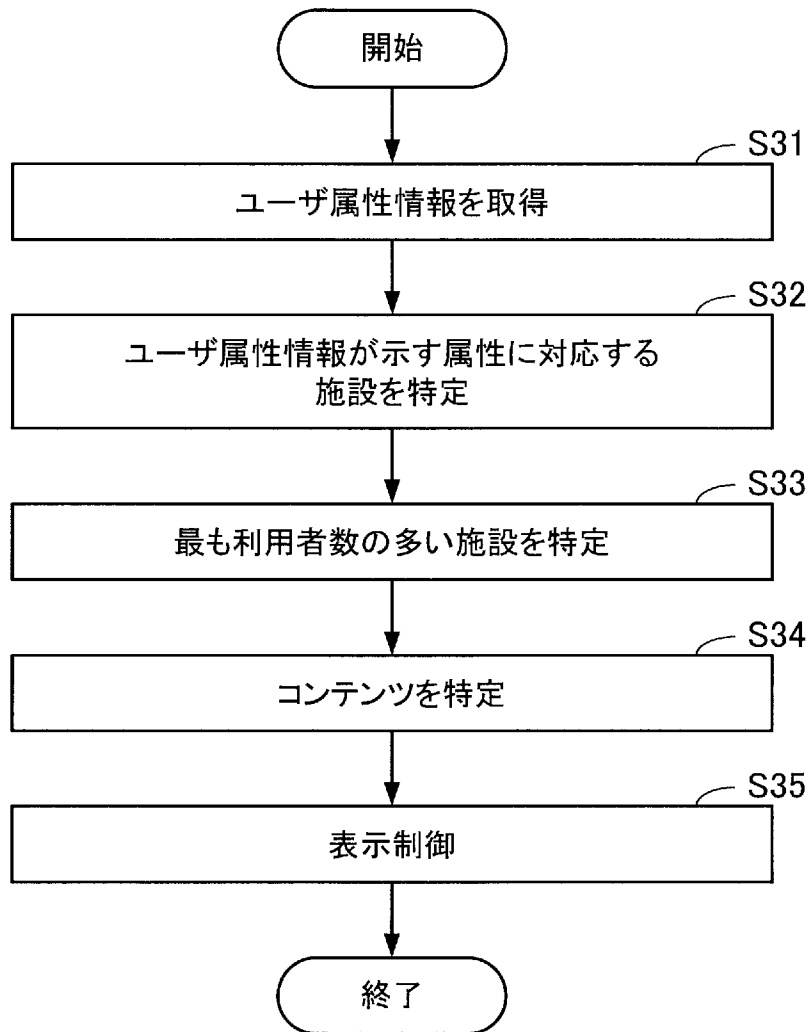 開始
S31
ユーザ属性情報を取得
S32
ユーザ属性情報が示す属性に対応する
施設を特定
S33
最も利用者数の多い施設を特定
S34
コンテンツを特定
S35
表示制御
終了